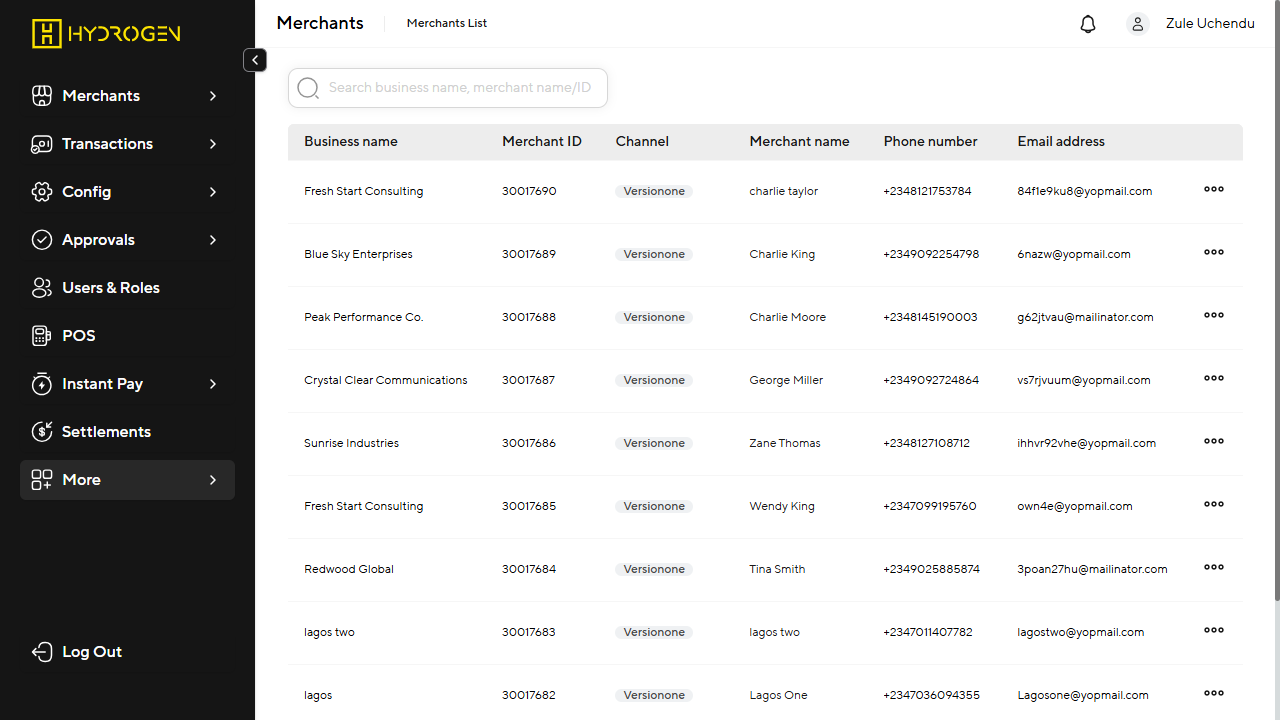 HYDROGEN
Merchants
Transactions
Config
Approvals
Users & Roles
POS
Instant Pay
Settlements
More
Log Out
Merchants
Merchants List
Zule Uchendu
Search business name, merchant name/ID
Business name Merchant ID Channel Merchant name Phone number Email address
Fresh Start Consulting 30017690 Versionone charlie taylor +2348121753784 84f1e9ku8@yopmail.com
Blue Sky Enterprises 30017689 Versionone Charlie King +2349092254798 6nazw@yopmail.com
Peak Performance Co. 30017688 Versionone Charlie Moore +2348145190003 g62jtvau@mailinator.com
Crystal Clear Communications 30017687 Versionone George Miller +2349092724864 vs7rjvuum@yopmail.com
Sunrise Industries 30017686 Versionone Zane Thomas +2348127108712 ihhvr92vhe@yopmail.com
Fresh Start Consulting 30017685 Versionone Wendy King +2347099195760 own4e@yopmail.com
Redwood Global 30017684 Versionone Tina Smith +2349025885874 3poan27hu@mailinator.com
lagos two 30017683 Versionone lagos two +2347011407782 lagostwo@yopmail.com
lagos 30017682 Versionone Lagos One +2347036094355 Lagosone@yopmail.com